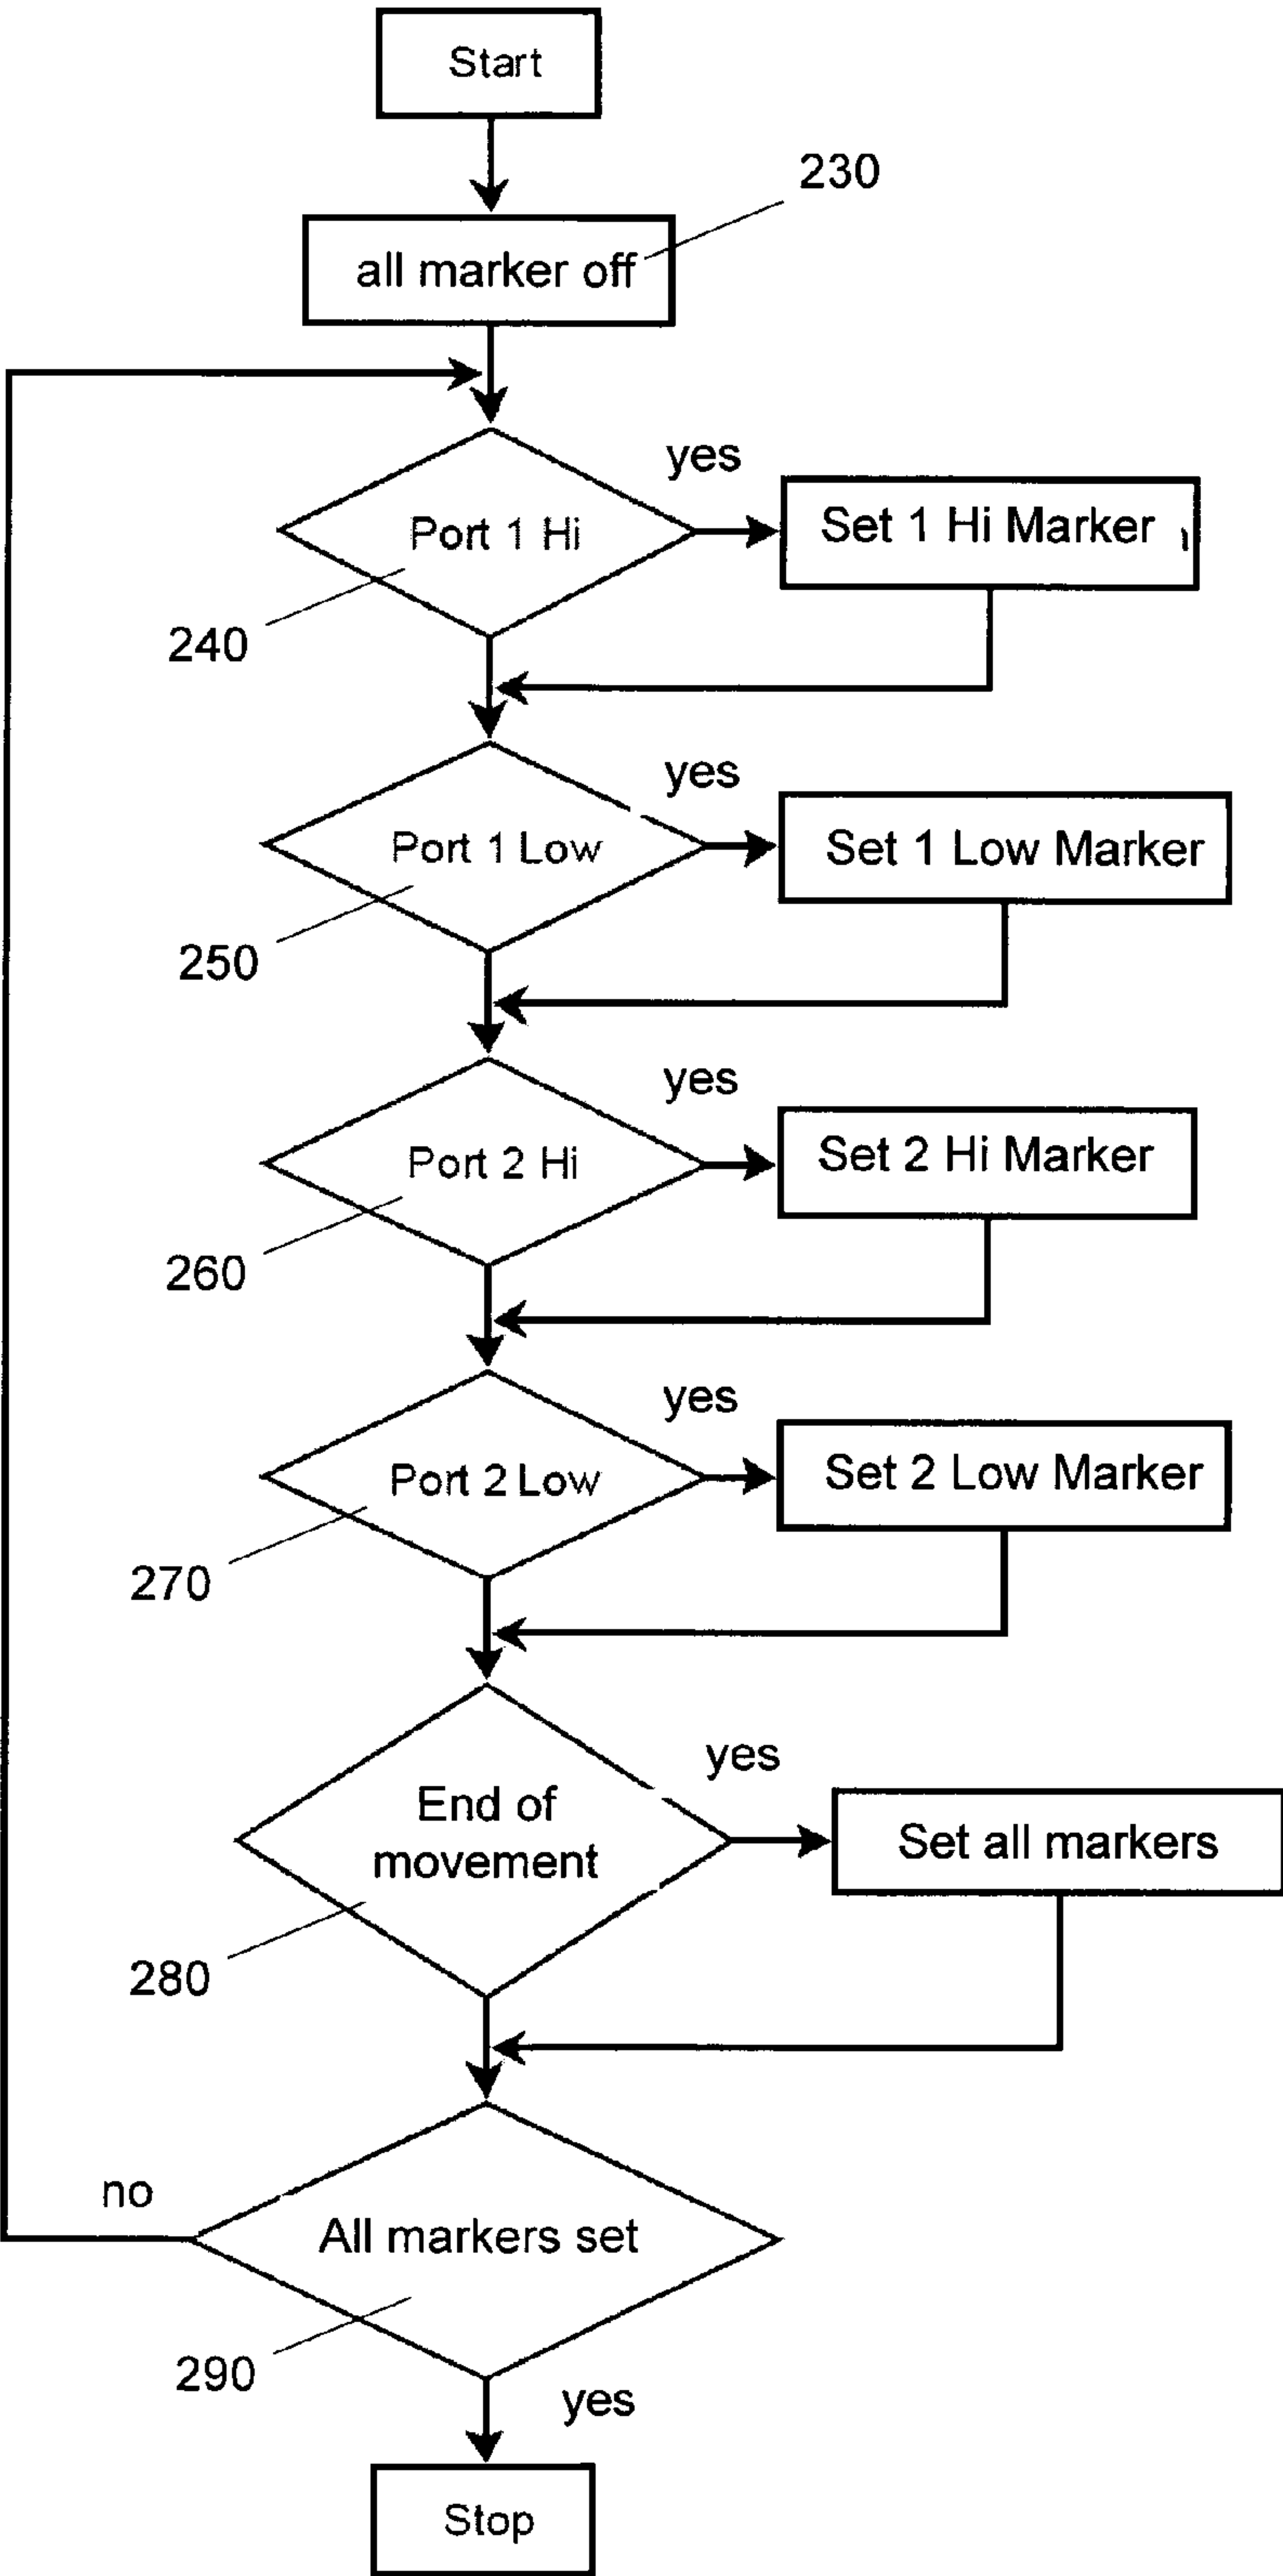 Start
230
all marker off
yes
Port 1 Hi
Set 1 Hi Marker
240
yes
Port 1 Low
Set 1 Low Marker
250
yes
Port 2 Hi
Set 2 Hi Marker
260
yes
Port 2 Low
Set 2 Low Marker
270
yes
End of
movement
Set all markers
280
no
All markers set
290
yes
Stop